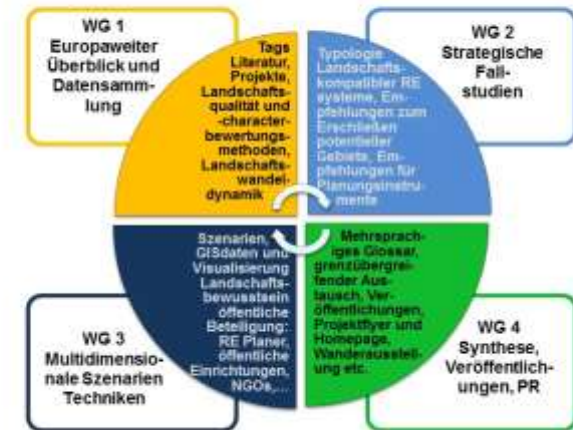 WG 1
Europaweiter
Überblick und
Datensamm-
lung
Tags
Literatur,
Projekte,
Landschafts-
qualität und
-character
bewertungs-
methoden,
Landschafts-
wandel-
dynamik
Typologie
Landschafts-
kompatibler RE
systeme, Em-
pfehlungen zum
Erschließen
potentieller
Gebiete, Em-
pfehlungen für
Planungsinstru-
mente
WG 2
Strategische
Fall-
studien
WG 3
Multidimensio-
nale Szenarien
Techniken
Szenarien,
GISdaten und
Visualisierung
Landschafts-
bewusstsein
öffentliche
Beteiligung:
RE Planer,
öffentliche
Einrichtungen,
NGOs,...
Mehrsprach-
iges Glossar,
grenzübergrei-
fender Aus-
tausch, Ver-
öffentlichungen,
Projektflyer und
Homepage,
Wanderausstell-
ung etc.
WG 4
Synthese,
Veröffentlich-
ungen, PR